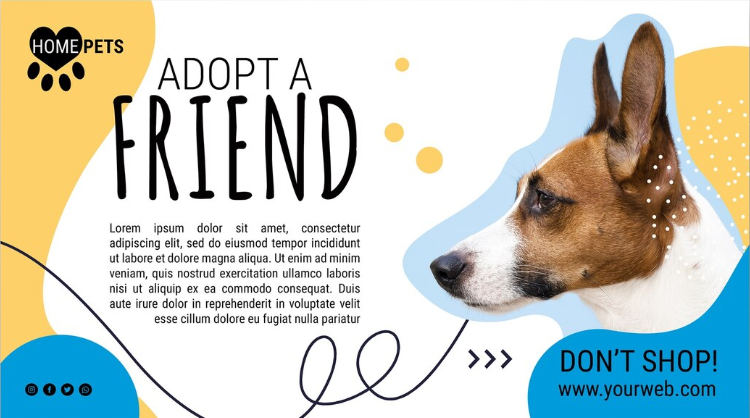 HOMEPETS
ADOPT A
FRIEND
Lorem ipsum dolor sit amet, consectetur
adipiscing elit, sed do eiusmod tempor incididunt
ut labore et dolore magna aliqua. Ut enim ad minim
veniam, quis nostrud exercitation ullamco laboris
nisi ut aliquip ex ea commodo consequat. Duis
aute irure dolor in reprehenderit in voluptate velit
esse cillum dolore eu fugiat nulla pariatur
DON'T SHOP!
www.yourweb.com